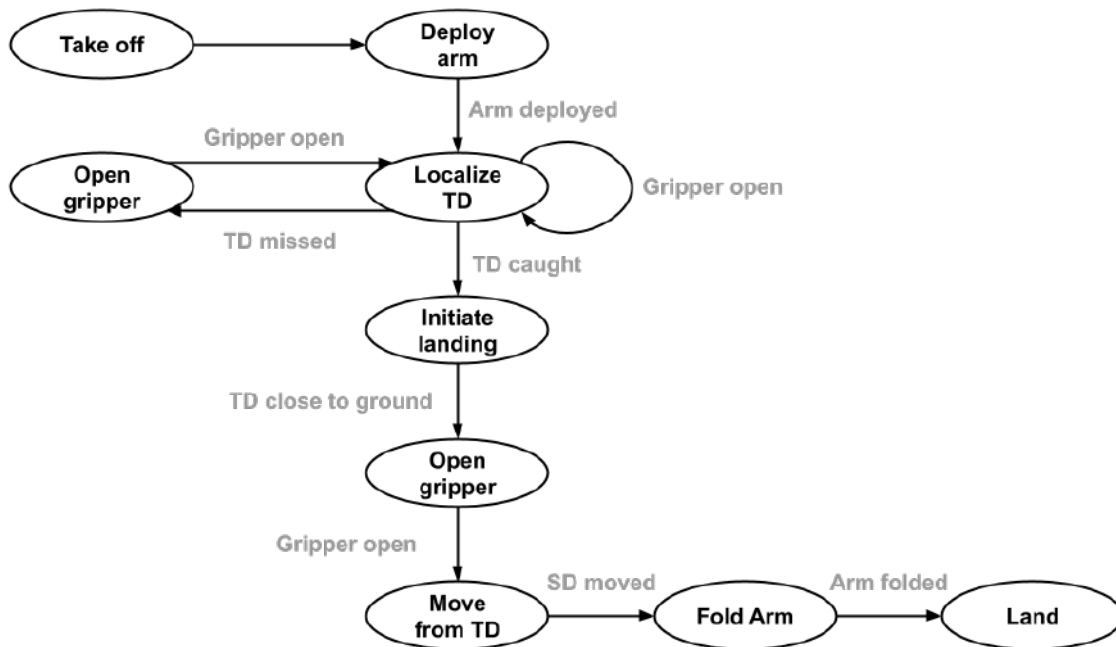 Take off
Deploy
arm
Arm deployed
Gripper open
Open
gripper
Localize
TD
Gripper open
TD missed
TD caught
Initiate
landing
TD close to ground
Open
gripper
Gripper open
Move
from TD
SD moved
Fold Arm
Arm folded
Land